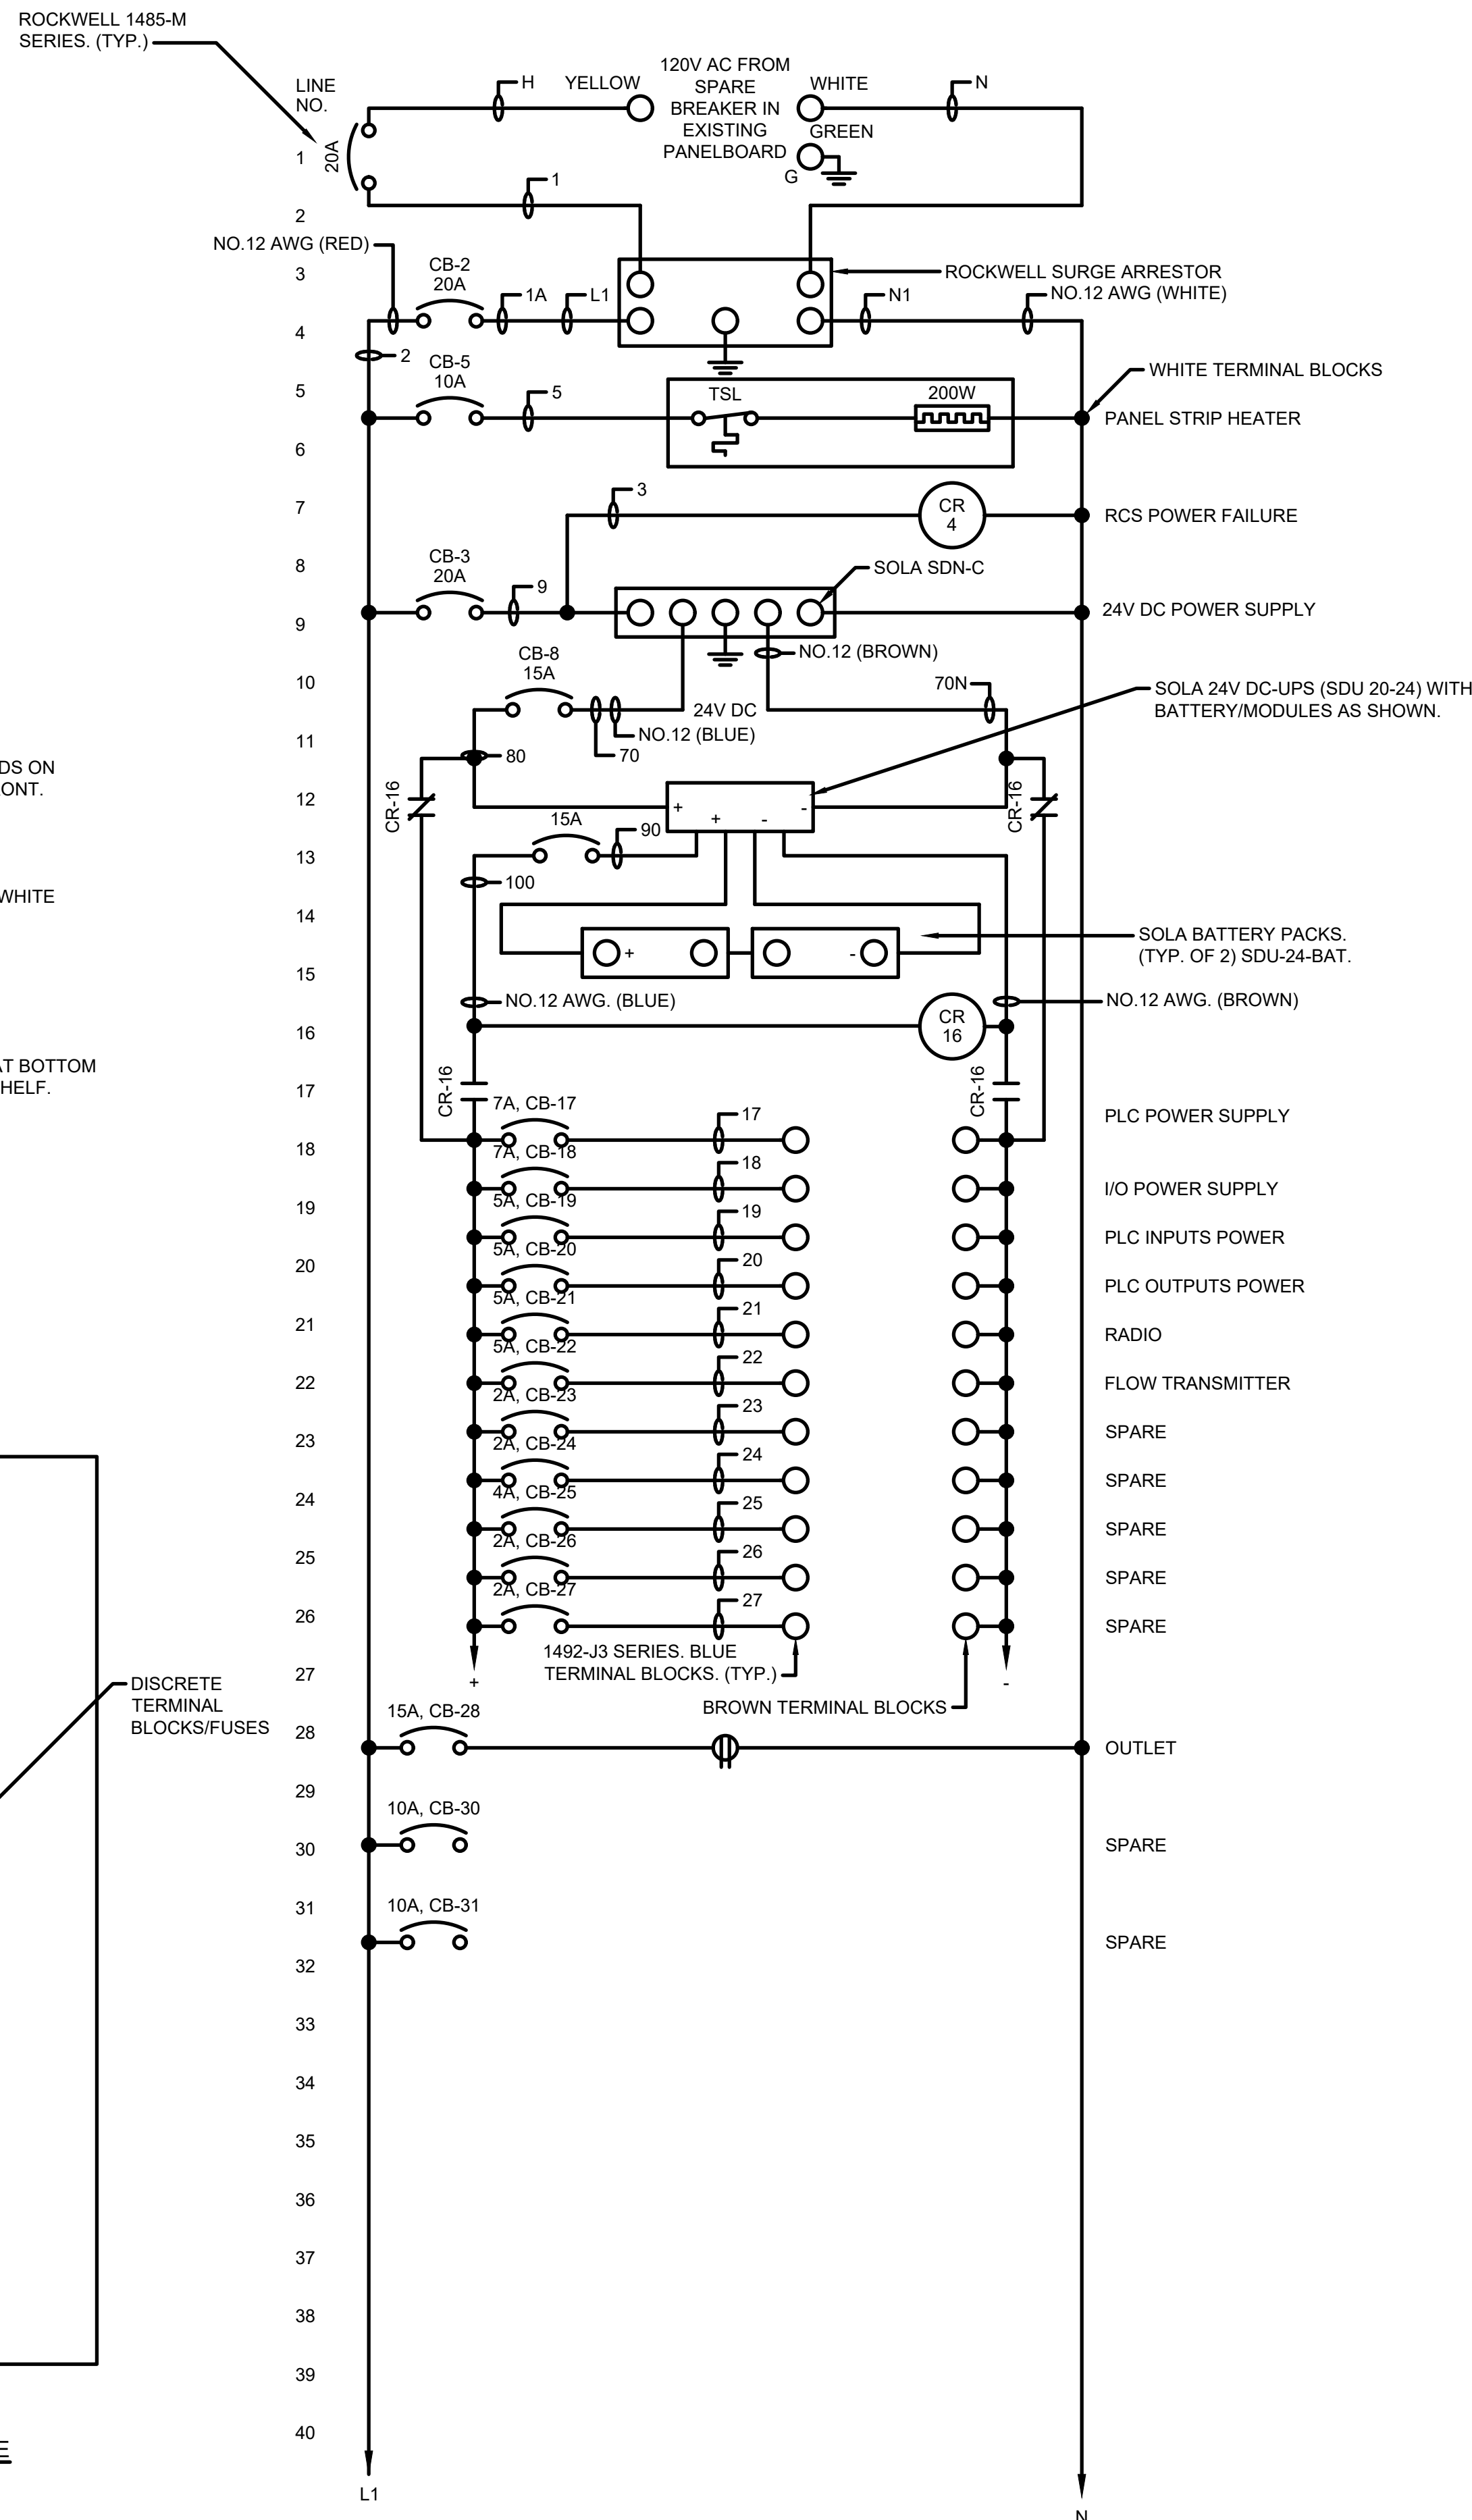 ROCKWELL 1485-M
SERIES. (TYP.)
LINE
NO.
H
YELLOW
120V AC FROM
SPARE
BREAKER IN
EXISTING
PANELBOARD
WHITE
N
GREEN
G
1
20A
1
2
NO.12 AWG (RED)
3
CB-2
20A
1A
L1
ROCKWELL SURGE ARRESTOR
N1
NO.12 AWG (WHITE)
4
2
CB-5
10A
5
5
TSL
200W
WHITE TERMINAL BLOCKS
PANEL STRIP HEATER
6
3
7
CR
4
RCS POWER FAILURE
8
CB-3
20A
9
SOLA SDN-C
9
24V DC POWER SUPPLY
NO.12 (BROWN)
CB-8
15A
10
70N
SOLA 24V DC-UPS (SDU 20-24) WITH
BATTERY/MODULES AS SHOWN.
24V DC
NO.12 (BLUE)
11
80
70
DS ON
ONT.
12
CR-16
CR-16
+
-
+
-
15A
90
13
100
WHITE
14
SOLA BATTERY PACKS.
(TYP. OF 2) SDU-24-BAT.
+
-
15
NO.12 AWG. (BLUE)
NO.12 AWG. (BROWN)
16
CR
16
AT BOTTOM
HELF.
17
CR-16
CR-16
7A, CB-17
17
PLC POWER SUPPLY
18
7A, CB-18
18
I/O POWER SUPPLY
19
5A, CB-19
19
PLC INPUTS POWER
20
5A, CB-20
20
PLC OUTPUTS POWER
21
5A, CB-21
21
RADIO
22
5A, CB-22
22
FLOW TRANSMITTER
23
2A, CB-23
23
SPARE
24
2A, CB-24
24
SPARE
4A, CB-25
25
SPARE
25
2A, CB-26
26
SPARE
26
2A, CB-27
27
SPARE
1492-J3 SERIES. BLUE
TERMINAL BLOCKS. (TYP.)
27
+
-
DISCRETE
TERMINAL
BLOCKS/FUSES
BROWN TERMINAL BLOCKS
28
15A, CB-28
OUTLET
29
10A, CB-30
30
SPARE
31
10A, CB-31
SPARE
32
33
34
35
36
37
38
39
40
E
L1
N